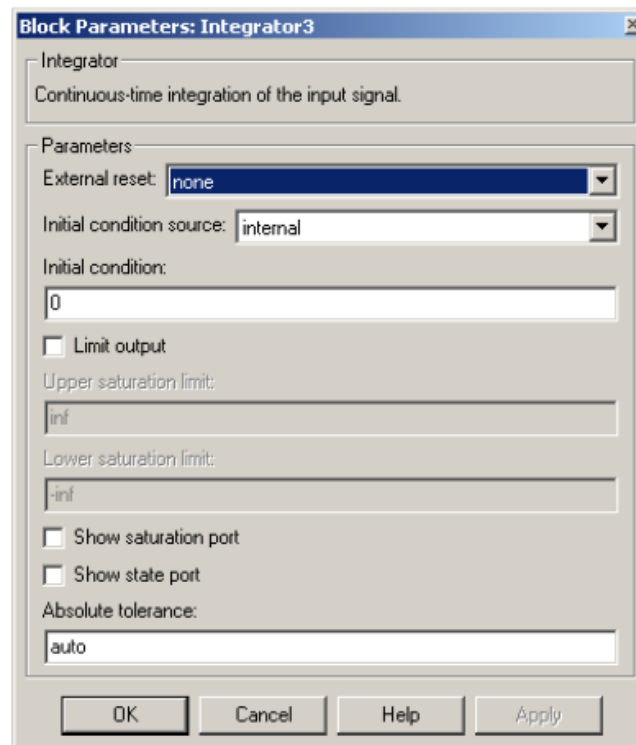 Block Parameters: Integrator3
Integrator
Continuous-time integration of the input signal.
Parameters
External reset: none
Initial condition source: internal
Initial condition:
0
Limit output
Upper saturation limit:
inf
Lower saturation limit:
-inf
Show saturation port
Show state port
Absolute tolerance:
auto
OK Cancel Help Apply